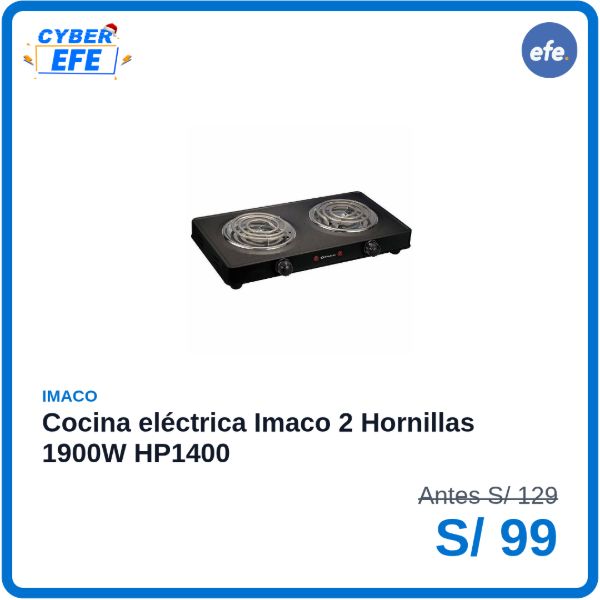 CYBER
EFE
efe.
IMACO
Cocina eléctrica Imaco 2 Hornillas
1900W HP1400
Antes S/ 129
S/ 99